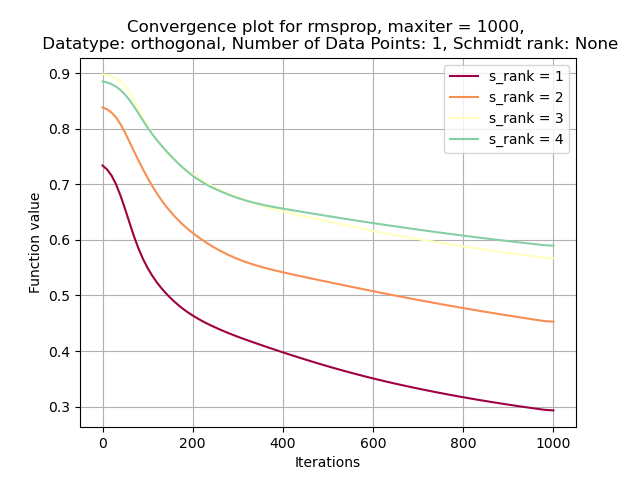 Convergence plot for rmsprop, maxiter = 1000,
Datatype: orthogonal, Number of Data Points: 1, Schmidt rank: None
s_rank = 1
s_rank = 2
s_rank = 3
s_rank = 4
Function value
0.9
0.8
0.7
0.6
0.5
0.4
0.3
0 200 400 600 800 1000
Iterations